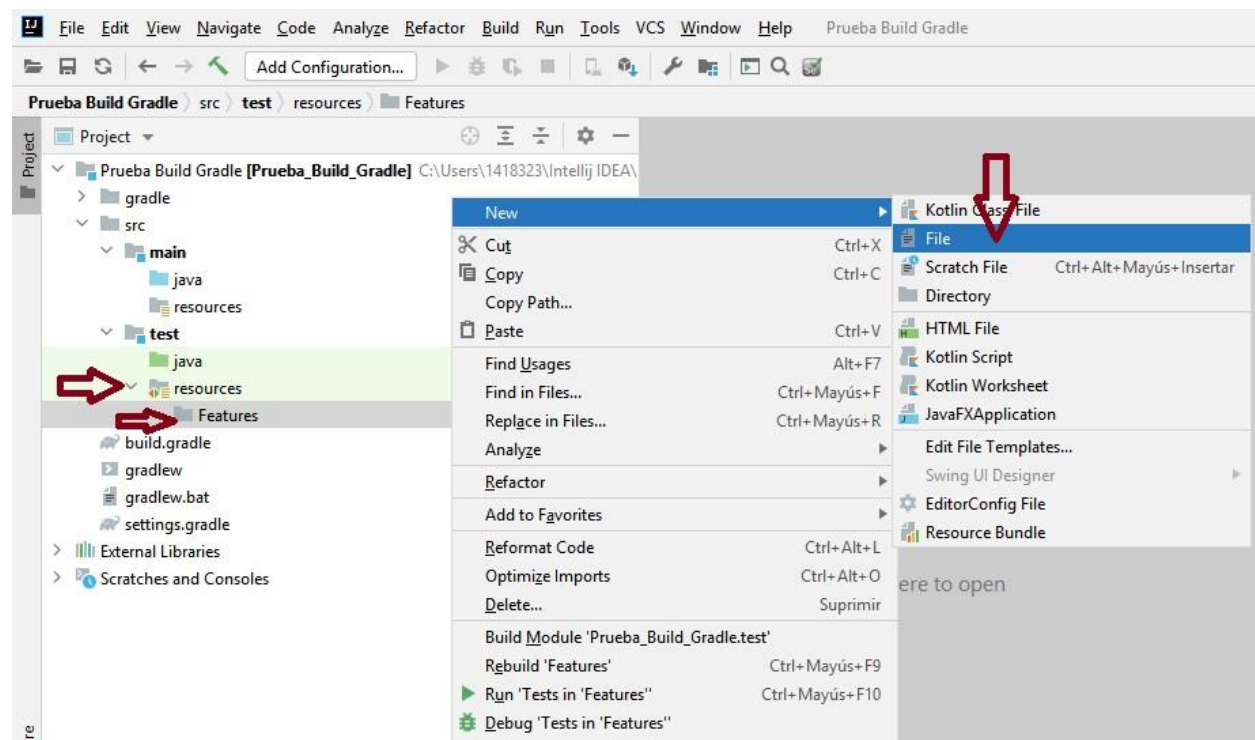 IJ File Edit View Navigate Code Analyze Refactor Build Run Tools VCS Window Help Prueba Build Gradle
Add Configuration...
Prueba Build Gradle src test resources Features
Project
Project
Prueba Build Gradle [Prueba_Build_Gradle] C:\Users\1418323\Intellij IDEA\
gradle
src
main
java
resources
test
java
resources
Features
build.gradle
gradlew
gradlew.bat
settings.gradle
External Libraries
Scratches and Consoles
New
Cut Ctrl+X
Copy Ctrl+C
Copy Path...
Paste Ctrl+V
Find Usages Alt+F7
Find in Files... Ctrl+Mayús+F
Replace in Files... Ctrl+Mayús+R
Analyze
Refactor
Add to Favorites
Reformat Code Ctrl+Alt+L
Optimize Imports Ctrl+Alt+O
Delete... Suprimir
Build Module 'Prueba_Build_Gradle.test'
Rebuild 'Features' Ctrl+Mayús+F9
Run 'Tests in 'Features'' Ctrl+Mayús+F10
Debug 'Tests in 'Features''
Kotlin Class/File
File
Scratch File Ctrl+Alt+Mayús+Insertar
Directory
HTML File
Kotlin Script
Kotlin Worksheet
JavaFXApplication
Edit File Templates...
Swing UI Designer
EditorConfig File
Resource Bundle
ere to open
re